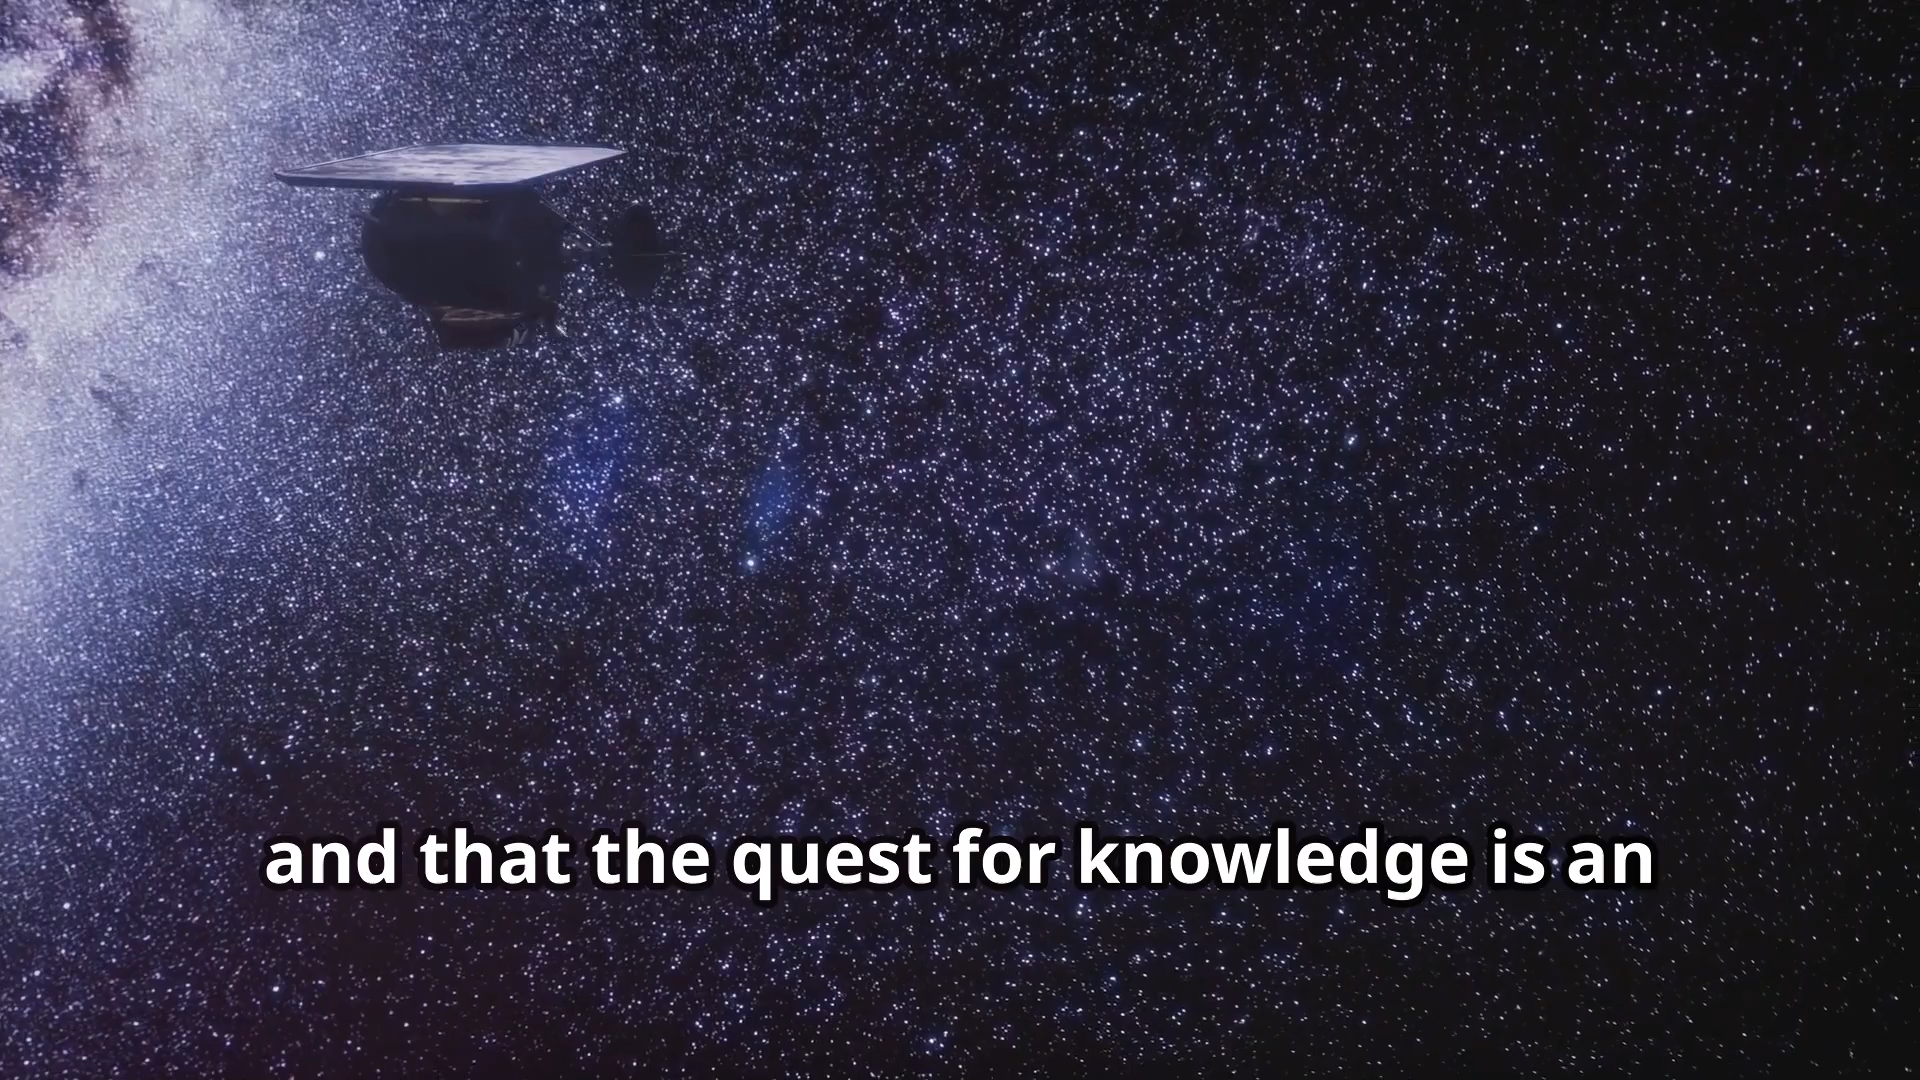 and that the quest for knowledge is an